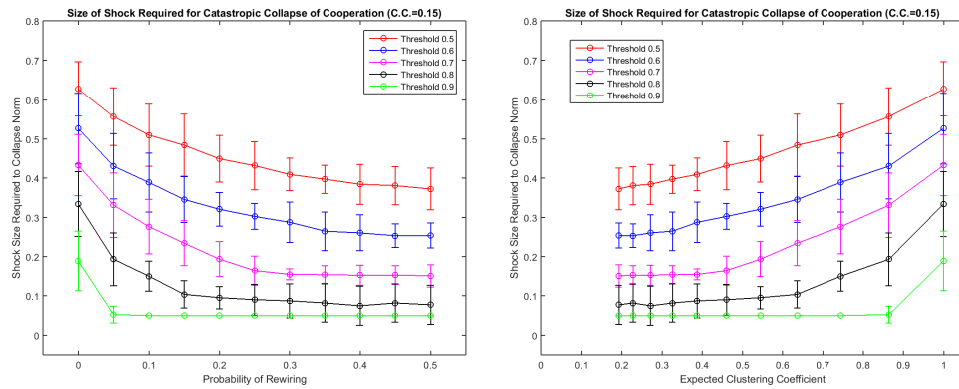 Size of Shock Required for Catastropic Collapse of Cooperation (C.C.=0.15)
0.8
0.7
0.6
0.5
0.4
0.3
0.2
0.1
0
Shock Size Required to Collapse Norm
Threshold 0.5
Threshold 0.6
Threshold 0.7
Threshold 0.8
Threshold 0.9
0 0.1 0.2 0.3 0.4 0.5
Probability of Rewiring
Size of Shock Required for Catastropic Collapse of Cooperation (C.C.=0.15)
0.8
0.7
0.6
0.5
0.4
0.3
0.2
0.1
0
Shock Size Required to Collapse Norm
Threshold 0.5
Threshold 0.6
Threshold 0.7
Threshold 0.8
Threshold 0.9
0 0.1 0.2 0.3 0.4 0.5 0.6 0.7 0.8 0.9 1
Expected Clustering Coefficient